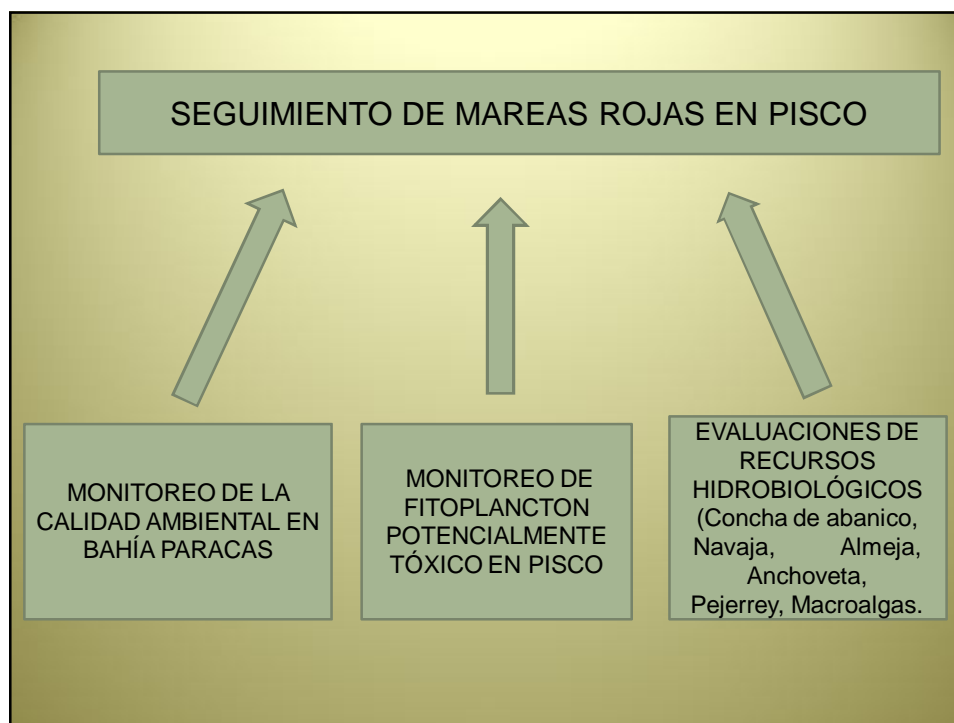 SEGUIMIENTO DE MAREAS ROJAS EN PISCO
MONITOREO DE LA
CALIDAD AMBIENTAL EN
BAHÍA PARACAS
MONITOREO DE
FITOPLANCTON
POTENCIALMENTE
TÓXICO EN PISCO
EVALUACIONES DE
RECURSOS
HIDROBIOLÓGICOS
(Concha de abanico,
Navaja, Almeja,
Anchoveta,
Pejerrey, Macroalgas.